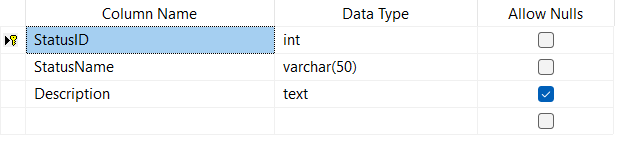 Column Name Data Type Allow Nulls
StatusID int
StatusName varchar(50)
Description text